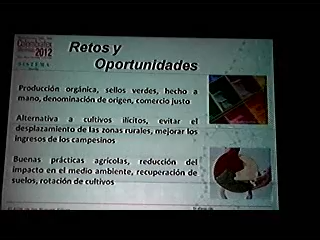 Colombiatex
2012
SISTEMA
Retos y
Oportunidades
Producción orgánica, sellos verdes, hecho a
mano, denominación de origen, comercio justo
Alternativa a cultivos ilícitos, evitar el
desplazamiento de las zonas rurales, mejorar los
ingresos de los campesinos
Buenas prácticas agrícolas, reducción del
impacto en el medio ambiente, recuperación de
suelos, rotación de cultivos